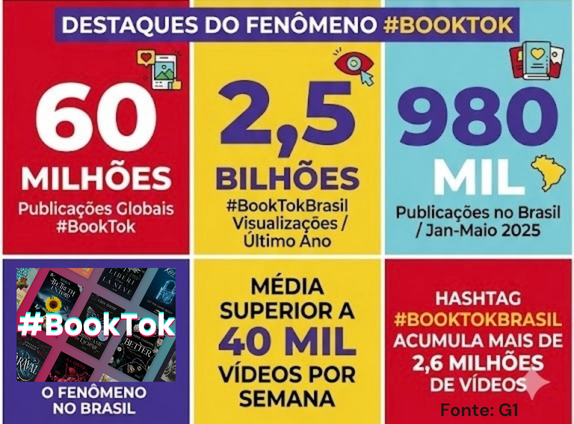 DESTAQUES DO FENÔMENO #BOOKTOK
60
MILHÕES
Publicações Globais
#BookTok
2,5
BILHÕES
#BookTokBrasil
Visualizações /
Último Ano
980
MIL
Publicações no Brasil
/ Jan-Maio 2025
#BookTok
O FENÔMENO
NO BRASIL
MÉDIA
SUPERIOR A
40 MIL
VÍDEOS POR
SEMANA
HASHTAG
#BOOKTOKBRASIL
ACUMULA MAIS DE
2,6 MILHÕES
DE VÍDEOS
Fonte: G1